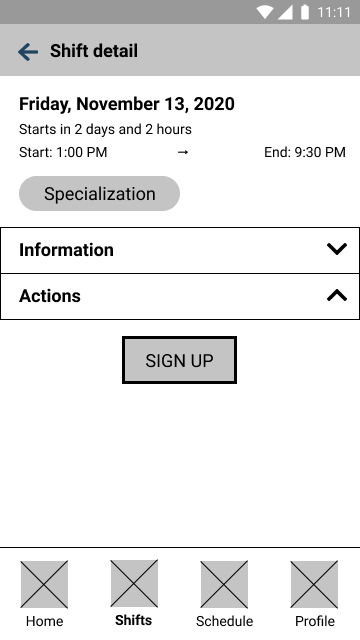 11:11
Shift detail
Friday, November 13, 2020
Starts in 2 days and 2 hours
Start: 1:00 PM → End: 9:30 PM
Specialization
Information
Actions
SIGN UP
Home Shifts Schedule Profile